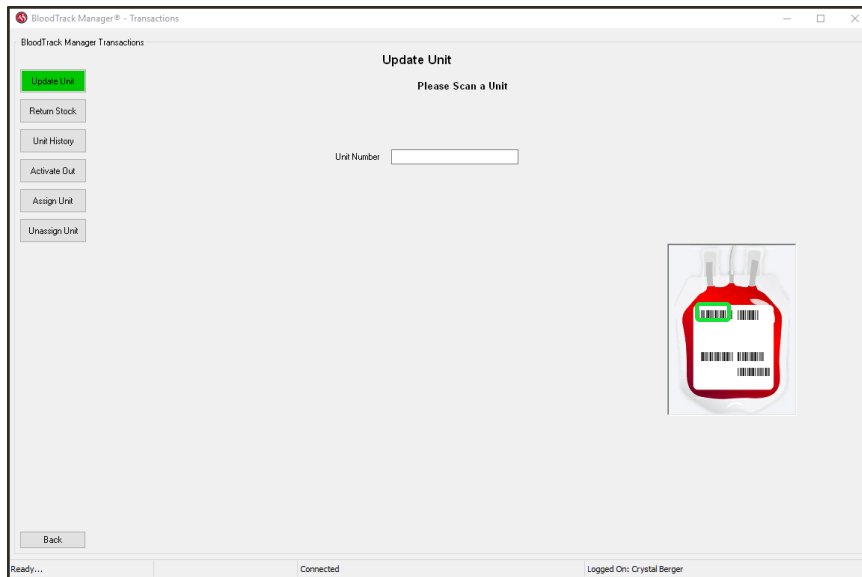 BloodTrack Manager® - Transactions
BloodTrack Manager Transactions
Update Unit
Please Scan a Unit
Update Unit
Return Stock
Unit History
Activate Out
Assign Unit
Unassign Unit
Unit Number
Back
Ready...
Connected
Logged On: Crystal Berger